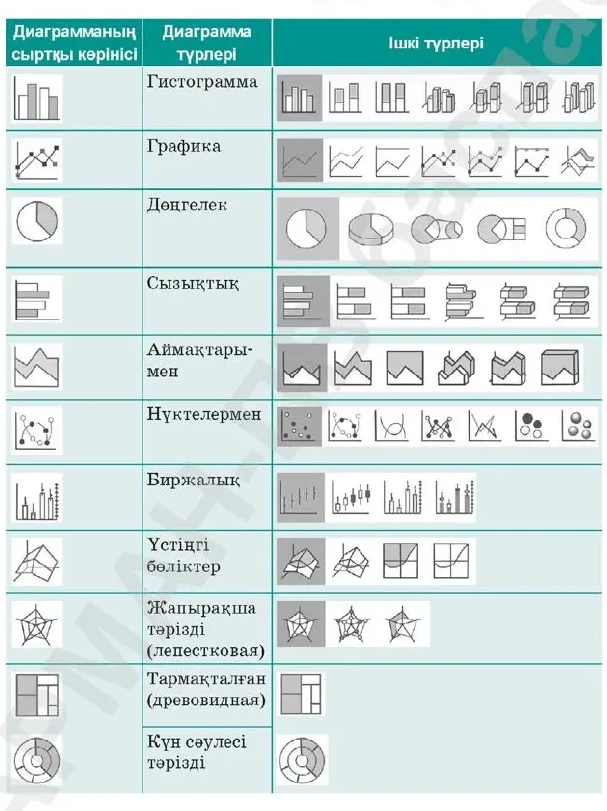 Диаграмманың
сыртқы көрінісі
Диаграмма
түрлері
Ішкі түрлері
Гистограмма
Графика
Дөңгелек
Сызықтық
Аймақтары-
мен
Нүктелермен
Биржалық
Үстіңгі
бөліктер
Жапырақша
тәрізді
(лепестковая)
Тармақталған
(древовидная)
Күн сәулесі
тәрізді